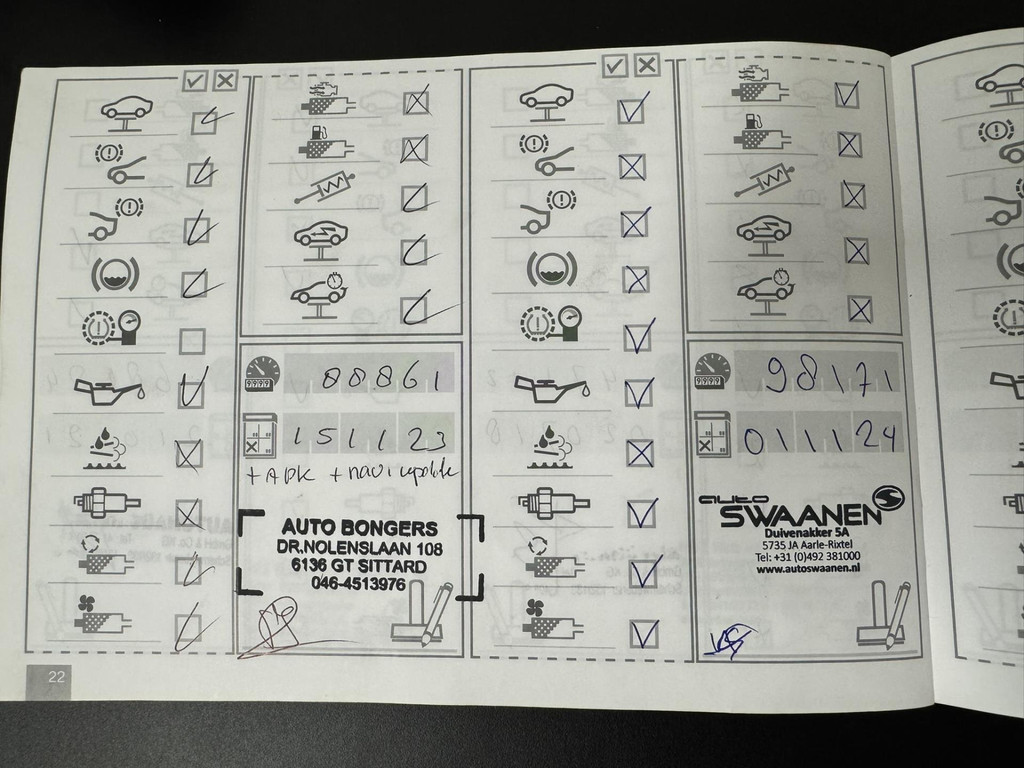 88861
151123
+ APK + navi update
AUTO BONGERS
DR.NOLENSLAAN 108
6136 GT SITTARD
046-4513976
98171
011124
auto
SWAANEN
Duivenakker 5A
5735 JA Aarle-Rixtel
Tel: +31 (0)492 381000
www.autoswaanen.nl
22